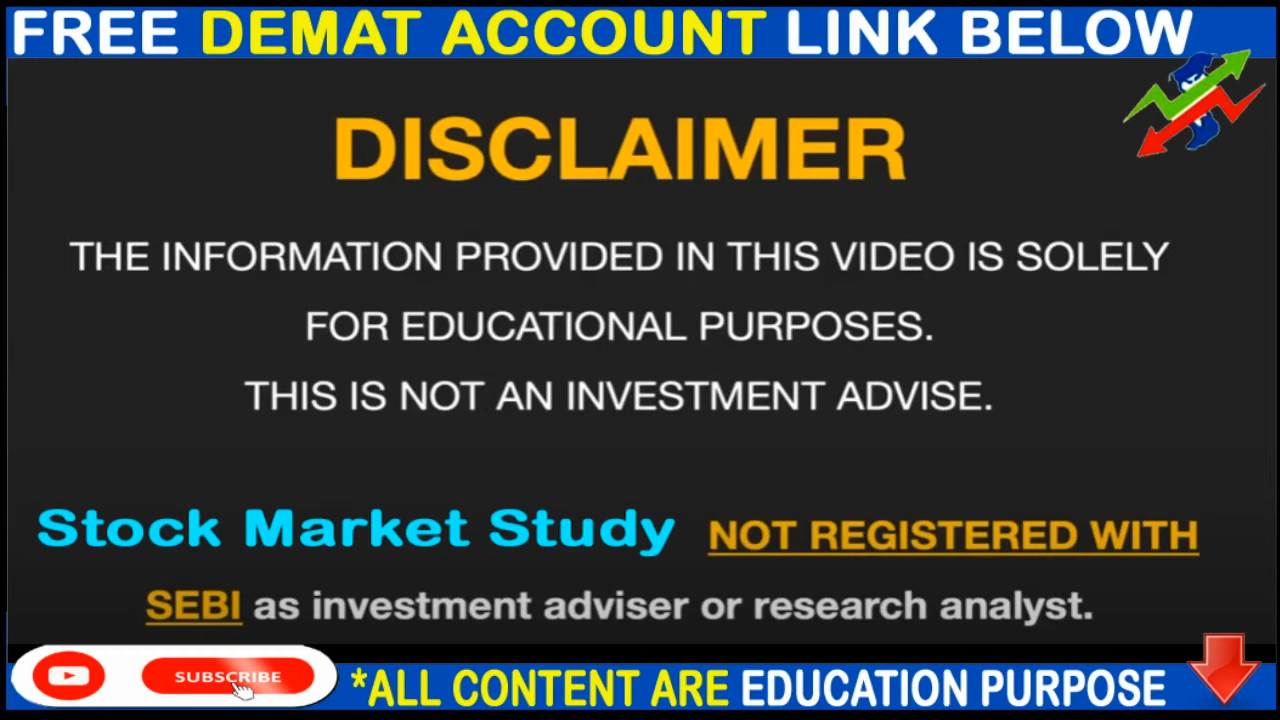 FREE DEMAT ACCOUNT LINK BELOW
DISCLAIMER
THE INFORMATION PROVIDED IN THIS VIDEO IS SOLELY
FOR EDUCATIONAL PURPOSES.
THIS IS NOT AN INVESTMENT ADVISE.
Stock Market Study NOT REGISTERED WITH
SEBI as investment adviser or research analyst.
SUBSCRIBE
*ALL CONTENT ARE EDUCATION PURPOSE